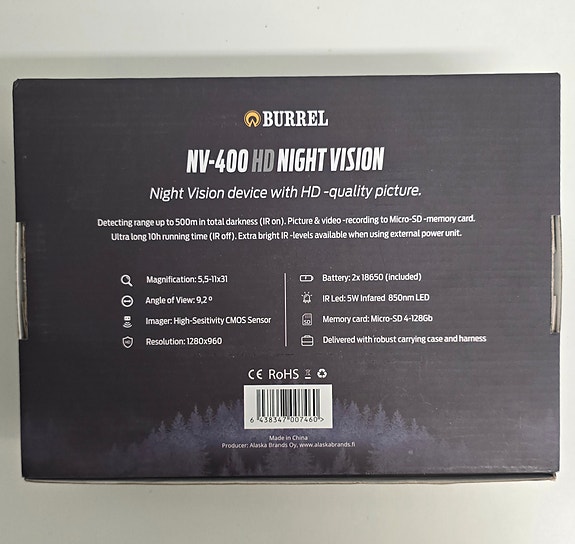 BURREL
NV-400 HD NIGHT VISION
Night Vision device with HD -quality picture.
Detecting range up to 500m in total darkness (IR on). Picture & video -recording to Micro-SD -memory card.
Ultra long 10h running time (IR off). Extra bright IR -levels available when using external power unit.
Magnification: 5,5-11x31
Angle of View: 9,2 º
Imager: High-Sesitivity CMOS Sensor
HD
Resolution: 1280x960
Battery: 2x 18650 (included)
IR Led: 5W Infared 850nm LED
SD
Memory card: Micro-SD 4-128Gb
Delivered with robust carrying case and harness
CE RoHS
6 438347 007460 >
Made in China
Producer: Alaska Brands Oy, www.alaskabrands.fi